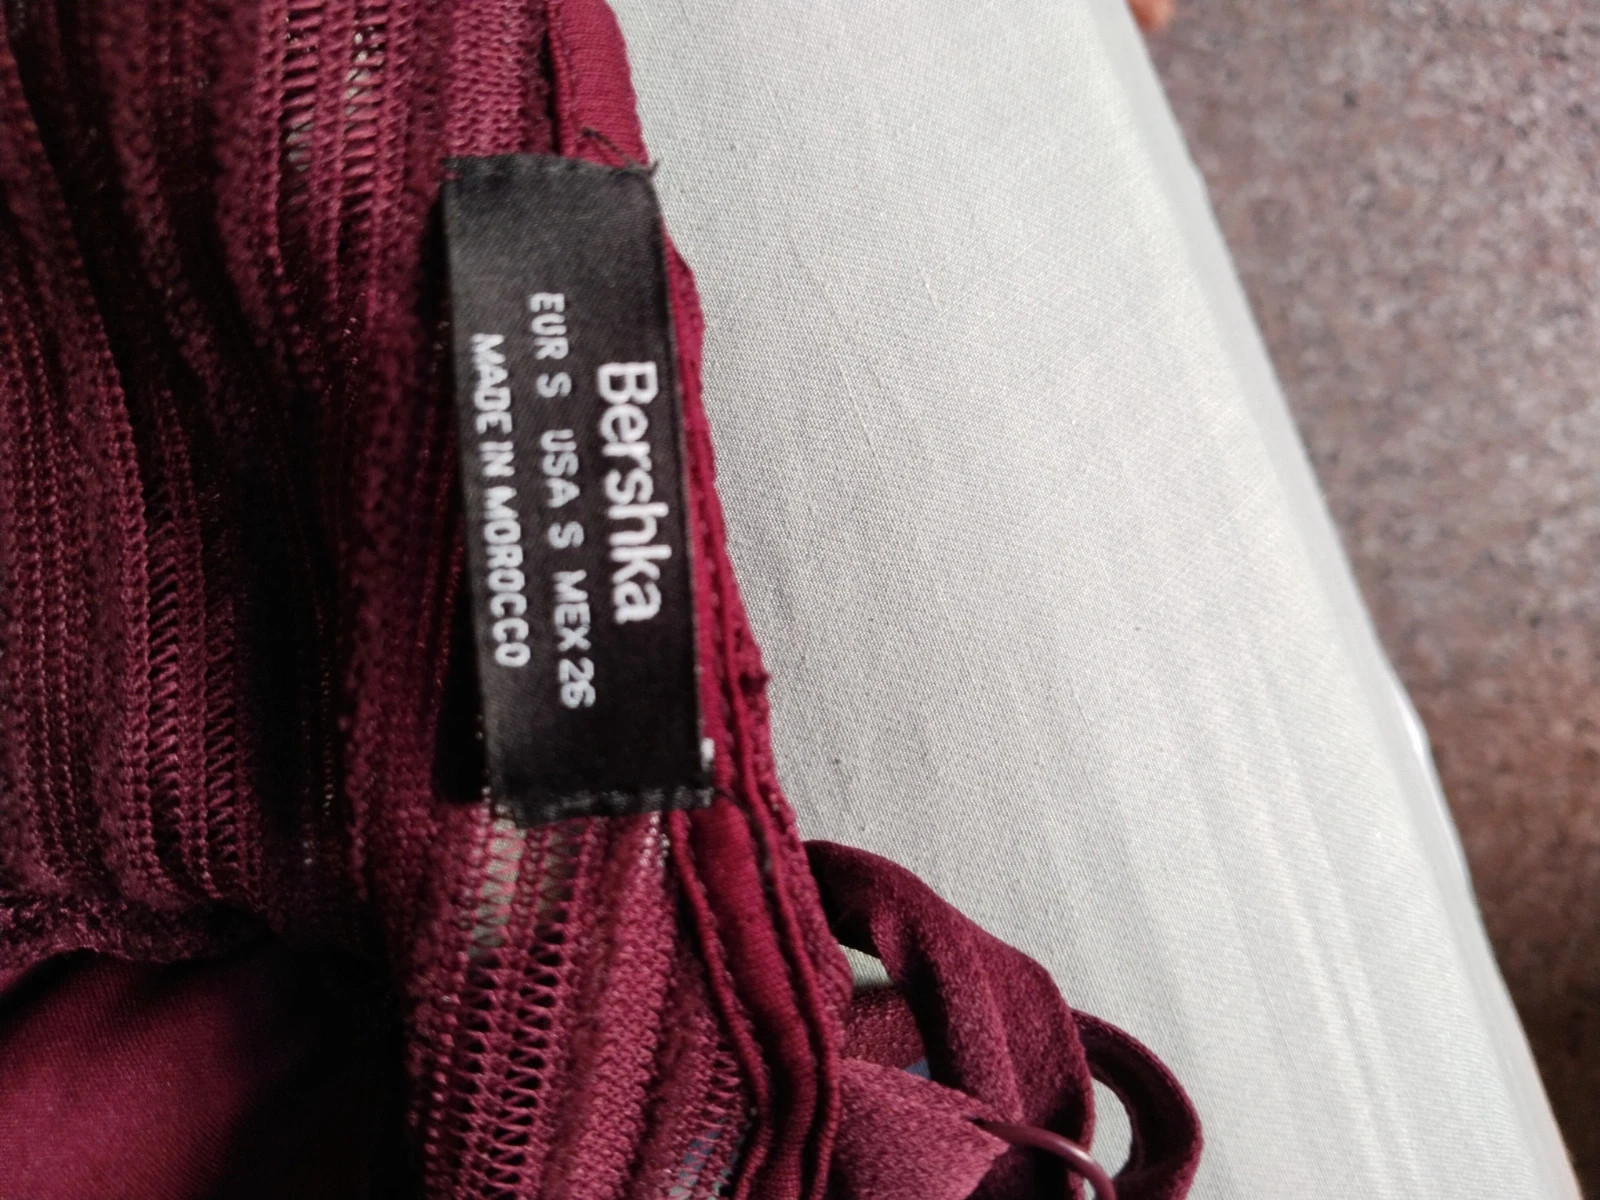 Bershka
EUR S USA S MEX 26
MADE IN MOROCCO